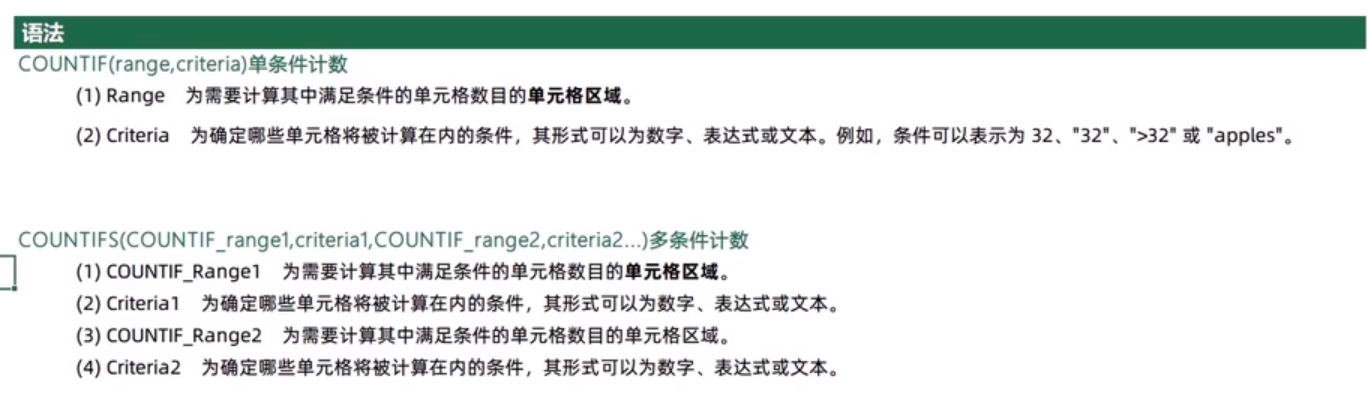 语法
COUNTIF(range,criteria)单条件计数
(1) Range 为需要计算其中满足条件的单元格数目的单元格区域。
(2) Criteria 为确定哪些单元格将被计算在内的条件，其形式可以为数字、表达式或文本。例如，条件可以表示为 32、"32"、">32" 或 "apples"。
COUNTIFS(COUNTIF_range1,criteria1,COUNTIF_range2,criteria2...)多条件计数
(1) COUNTIF_Range1 为需要计算其中满足条件的单元格数目的单元格区域。
(2) Criteria1 为确定哪些单元格将被计算在内的条件，其形式可以为数字、表达式或文本。
(3) COUNTIF_Range2 为需要计算其中满足条件的单元格数目的单元格区域。
(4) Criteria2 为确定哪些单元格将被计算在内的条件，其形式可以为数字、表达式或文本。